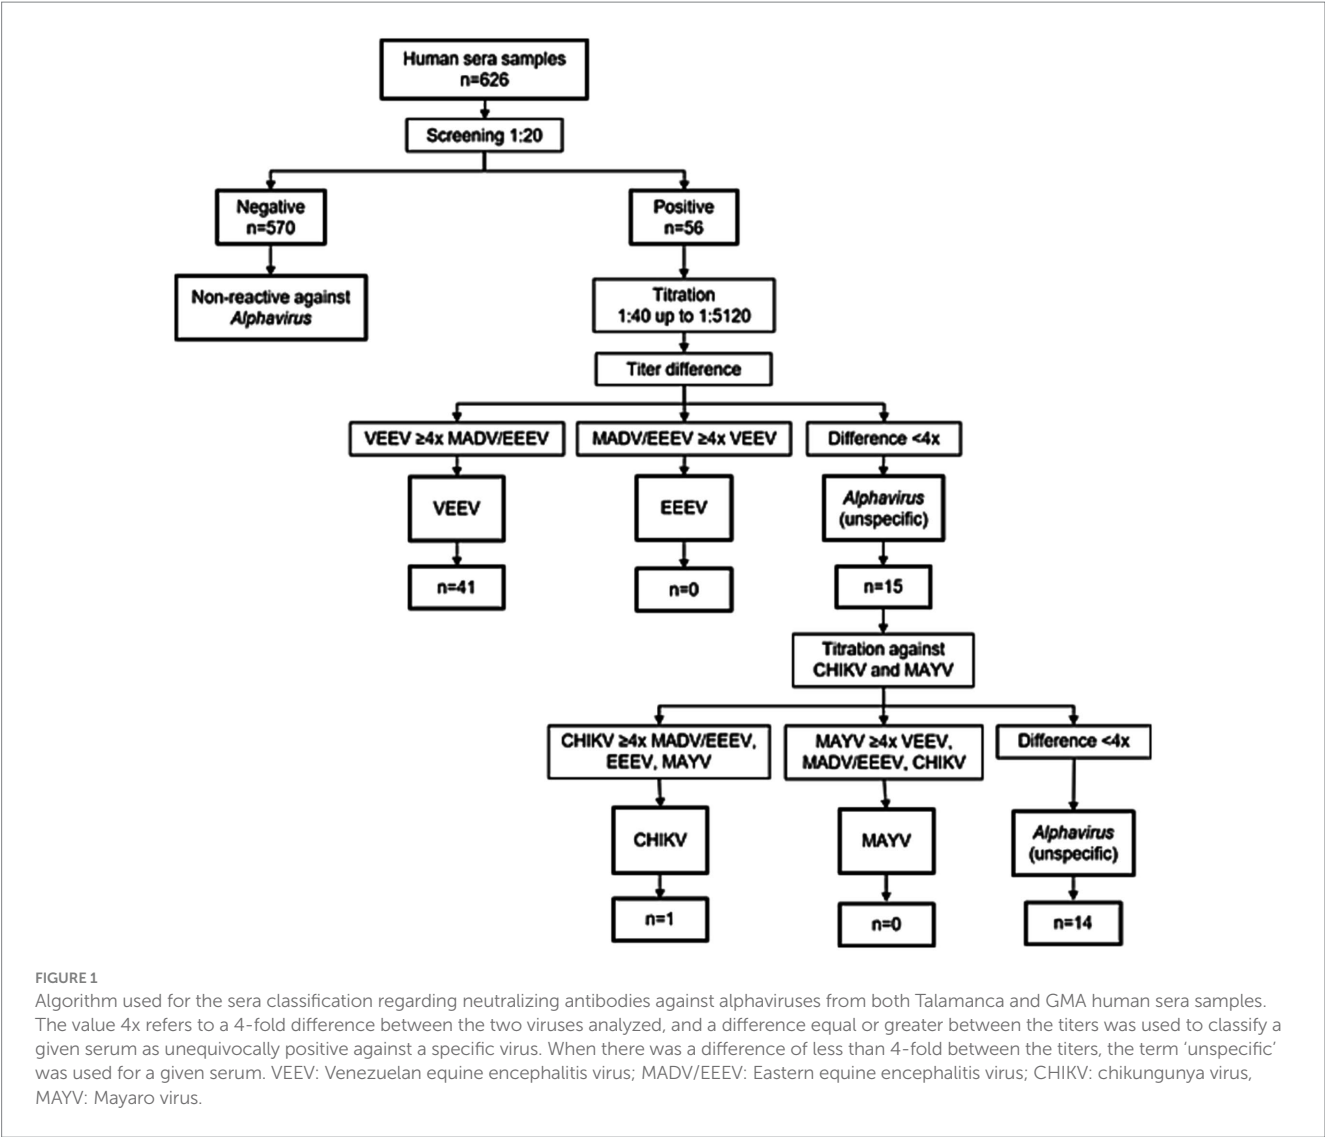 Human sera samples
n=626
Screening 1:20
Negative
n=570
Positive
n=56
Non-reactive against
Alphavirus
Titration
1:40 up to 1:5120
Titer difference
VEEV ≥4x MADV/EEEV
MADV/EEEV ≥4x VEEV
Difference <4x
VEEV
EEEV
Alphavirus
(unspecific)
n=41
n=0
n=15
Titration against
CHIKV and MAYV
CHIKV ≥4x MADV/EEEV,
EEEV, MAYV
MAYV ≥4x VEEV,
MADV/EEEV, CHIKV
Difference <4x
CHIKV
MAYV
Alphavirus
(unspecific)
n=1
n=0
n=14
FIGURE 1
Algorithm used for the sera classification regarding neutralizing antibodies against alphaviruses from both Talamanca and GMA human sera samples.
The value 4x refers to a 4-fold difference between the two viruses analyzed, and a difference equal or greater between the titers was used to classify a
given serum as unequivocally positive against a specific virus. When there was a difference of less than 4-fold between the titers, the term ‘unspecific’
was used for a given serum. VEEV: Venezuelan equine encephalitis virus; MADV/EEEV: Eastern equine encephalitis virus; CHIKV: chikungunya virus,
MAYV: Mayaro virus.